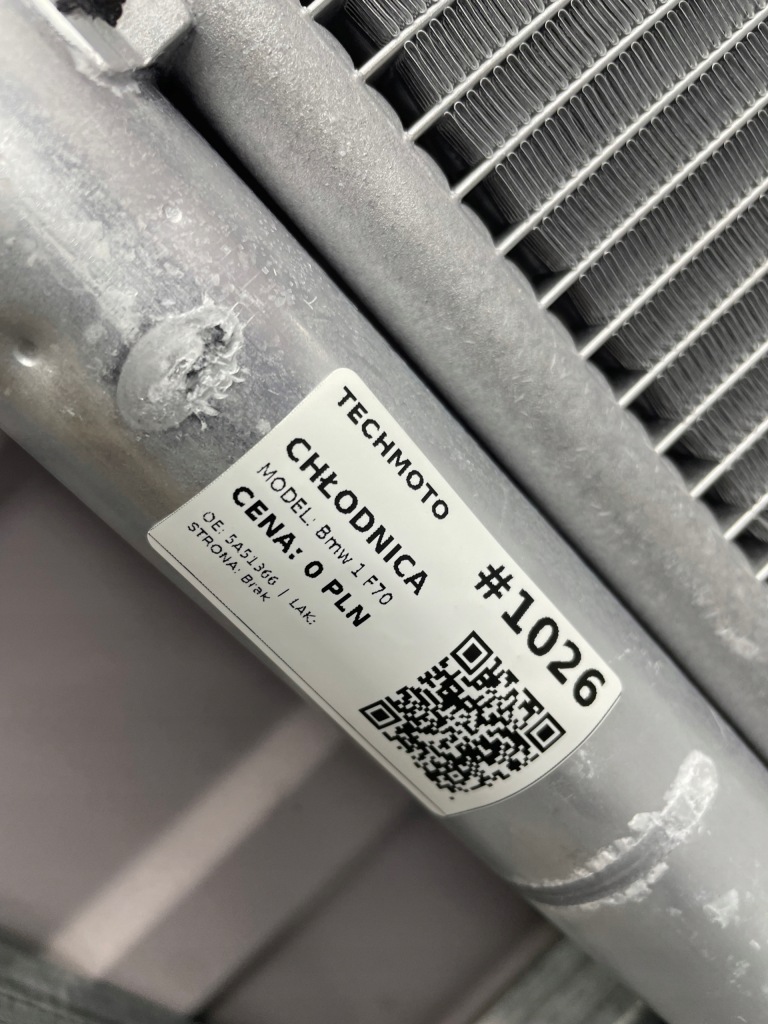 TECHMOTO
CHŁODNICA
MODEL: Bmw 1 F70
CENA: 0 PLN
OE: 5A51366 | LAK:
STRONA: Brak
#1026